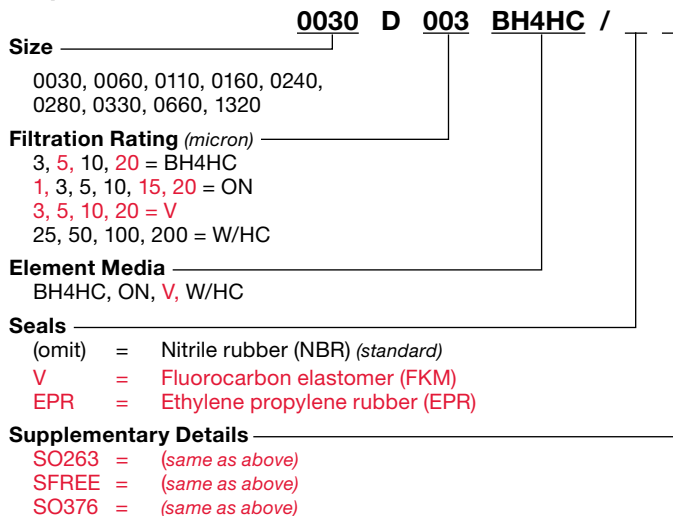 0030 D 003 BH4HC /
Size
0030, 0060, 0110, 0160, 0240,
0280, 0330, 0660, 1320
Filtration Rating (micron)
3, 5, 10, 20 = BH4HC
1, 3, 5, 10, 15, 20 = ON
3, 5, 10, 20 = V
25, 50, 100, 200 = W/HC
Element Media
BH4HC, ON, V, W/HC
Seals
(omit) = Nitrile rubber (NBR) (standard)
V = Fluorocarbon elastomer (FKM)
EPR = Ethylene propylene rubber (EPR)
Supplementary Details
SO263 = (same as above)
SFREE = (same as above)
SO376 = (same as above)